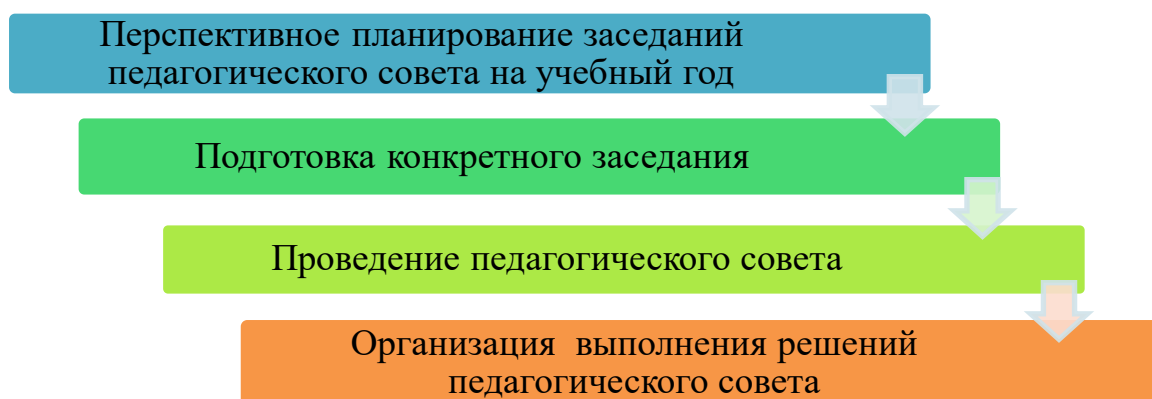 Перспективное планирование заседаний
педагогического совета на учебный год
Подготовка конкретного заседания
Проведение педагогического совета
Организация выполнения решений
педагогического совета